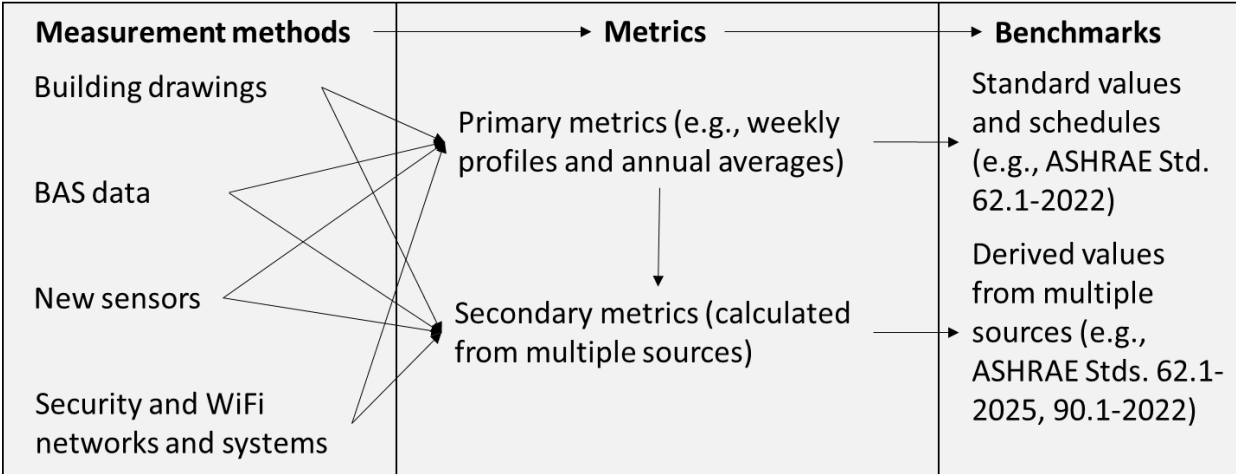 Measurement methods
Metrics
Benchmarks
Building drawings
BAS data
New sensors
Security and WiFi
networks and systems
Primary metrics (e.g., weekly
profiles and annual averages)
Secondary metrics (calculated
from multiple sources)
Standard values
and schedules
(e.g., ASHRAE Std.
62.1-2022)
Derived values
from multiple
sources (e.g.,
ASHRAE Stds. 62.1-
2025, 90.1-2022)